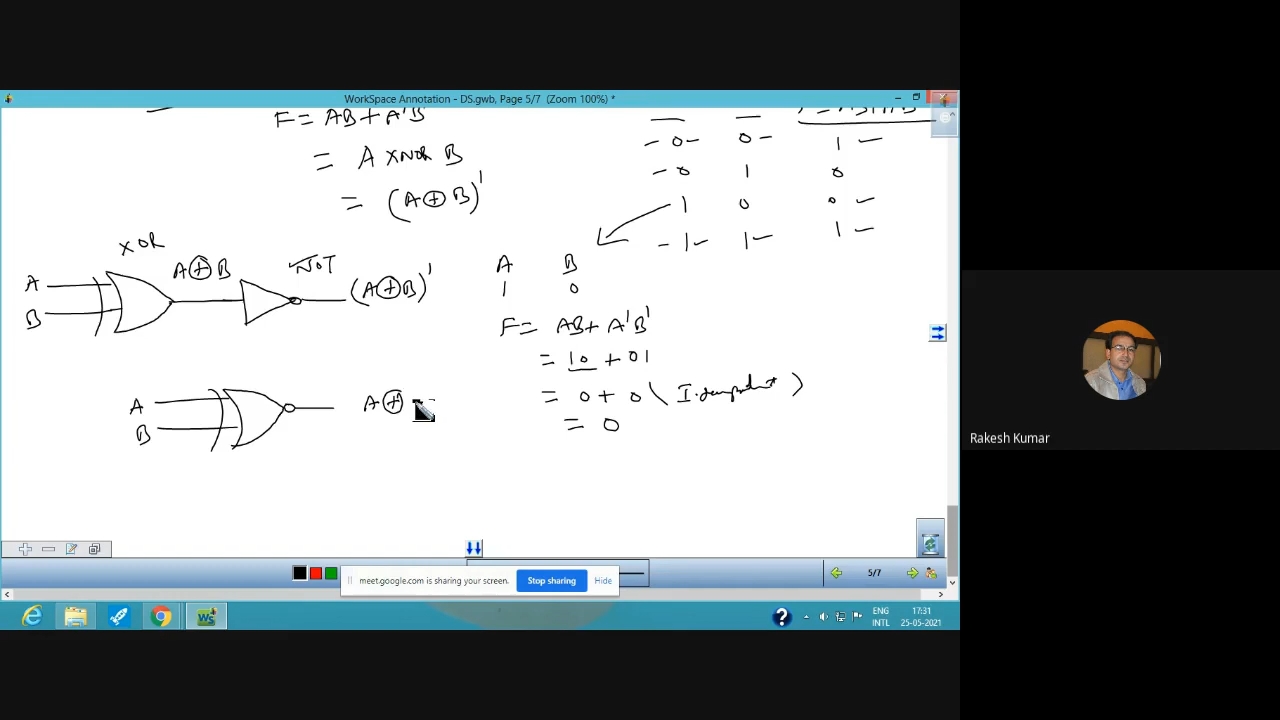 WorkSpace Annotation - DS.gwb, Page 5/7 (Zoom 100%) *
F = AB + A'B'
= A XNOR B
= (A ⊕ B)'
0 0 1
0 1 0
1 0 0
1 1 1
XOR
A
B
A ⊕ B
NOT
(A ⊕ B)'
A B
1 0
F = AB + A'B'
= 10 + 01
= 0 + 0
= 0
A
B
A ⊕
Rakesh Kumar
5/7
meet.google.com is sharing your screen.
Stop sharing
Hide
ENG
INTL
17:31
25-05-2021